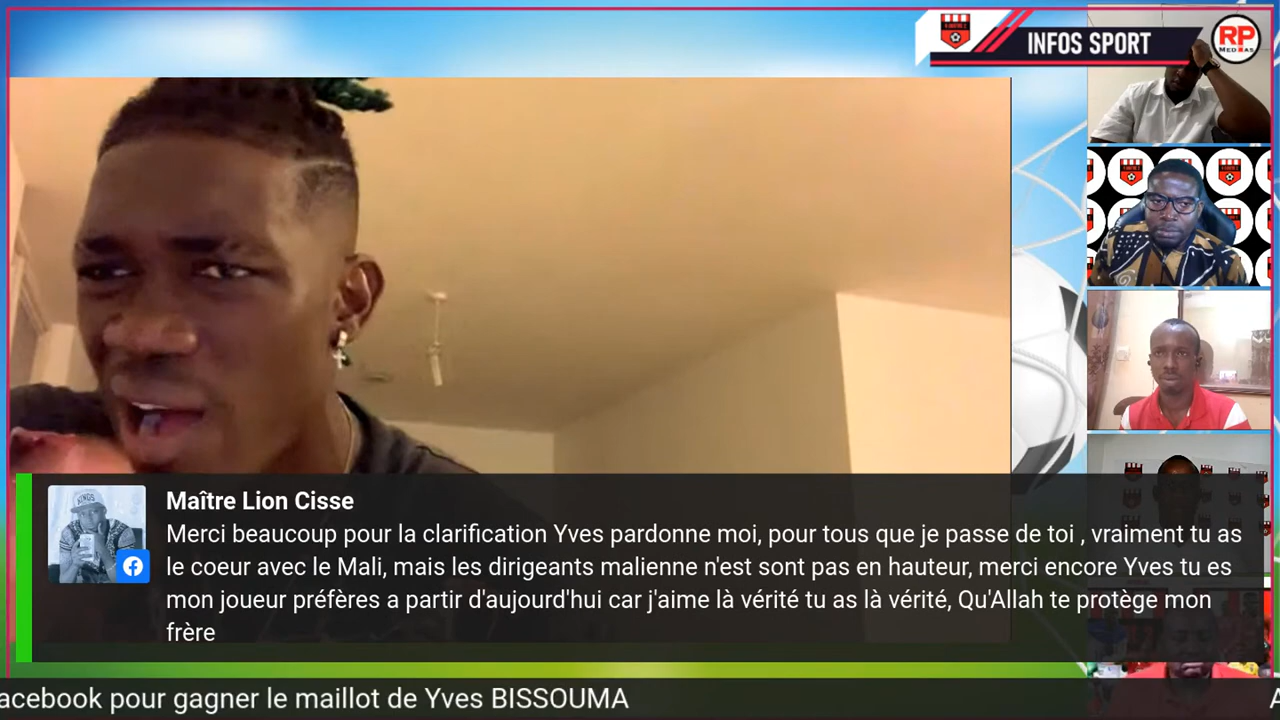 INFOS SPORT
RP
MEDIAS
KINGS
Maître Lion Cisse
Merci beaucoup pour la clarification Yves pardonne moi, pour tous que je passe de toi , vraiment tu as
le coeur avec le Mali, mais les dirigeants malienne n'est sont pas en hauteur, merci encore Yves tu es
mon joueur préfères a partir d'aujourd'hui car j'aime là vérité tu as là vérité, Qu'Allah te protège mon
frère
acebook pour gagner le maillot de Yves BISSOUMA